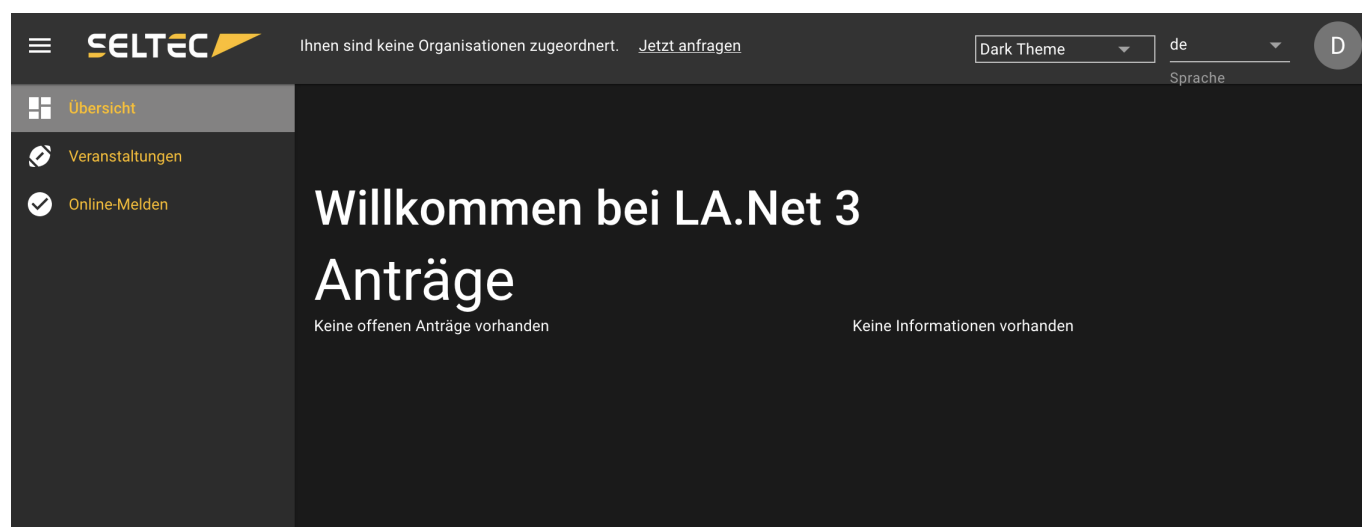 SELTEC
Ihnen sind keine Organisationen zugeordnert. Jetzt anfragen
Dark Theme
de
Sprache
D
Übersicht
Veranstaltungen
Online-Melden
Willkommen bei LA.Net 3
Anträge
Keine offenen Anträge vorhanden
Keine Informationen vorhanden